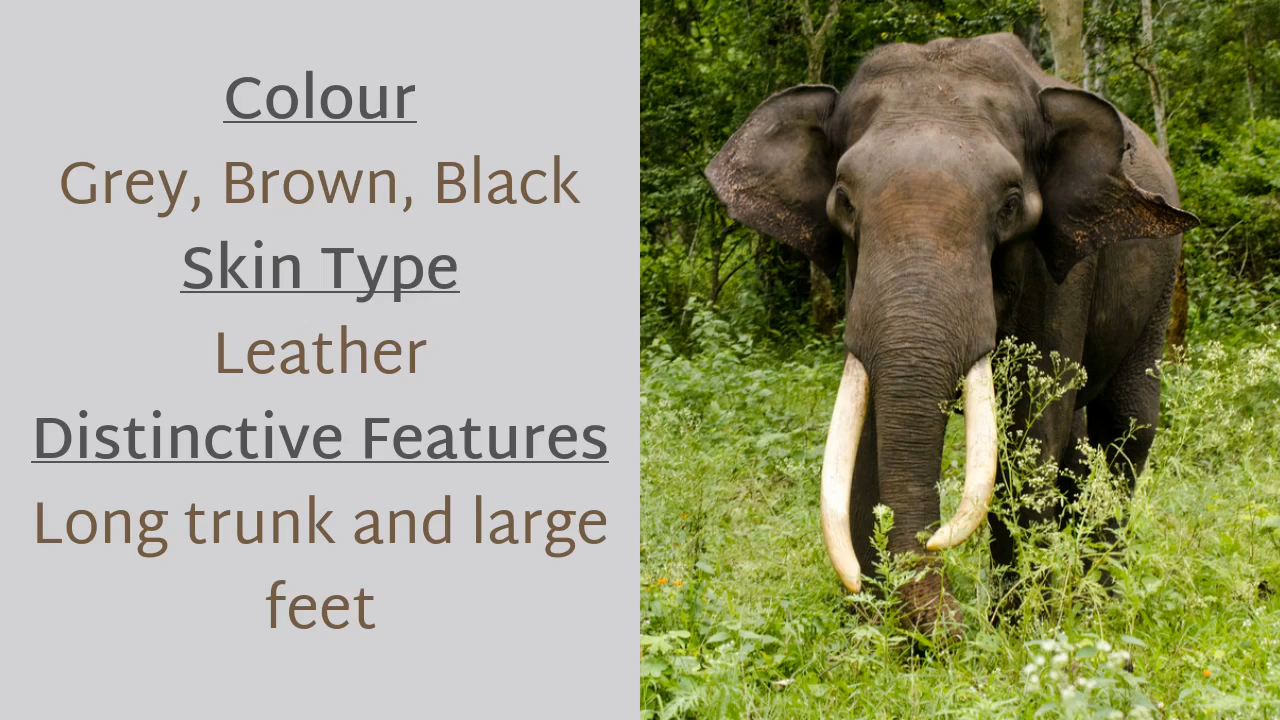 Colour
Grey, Brown, Black
Skin Type
Leather
Distinctive Features
Long trunk and large
feet